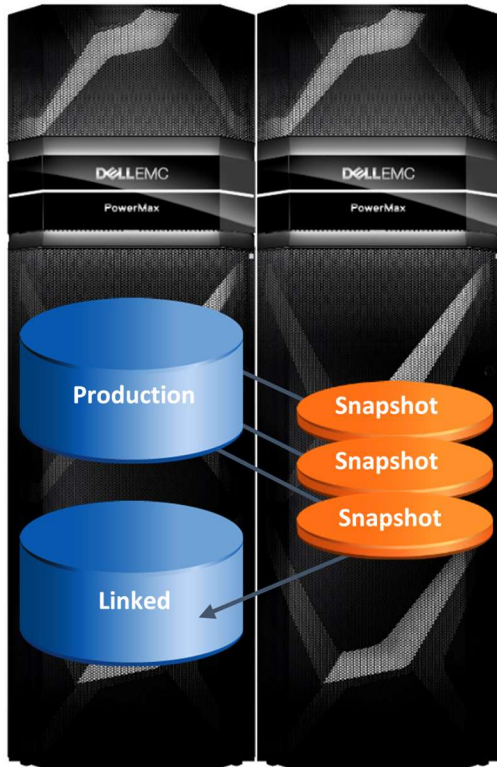 DELLEMC
PowerMax
DELLEMC
PowerMax
Production
Snapshot
Snapshot
Snapshot
Linked